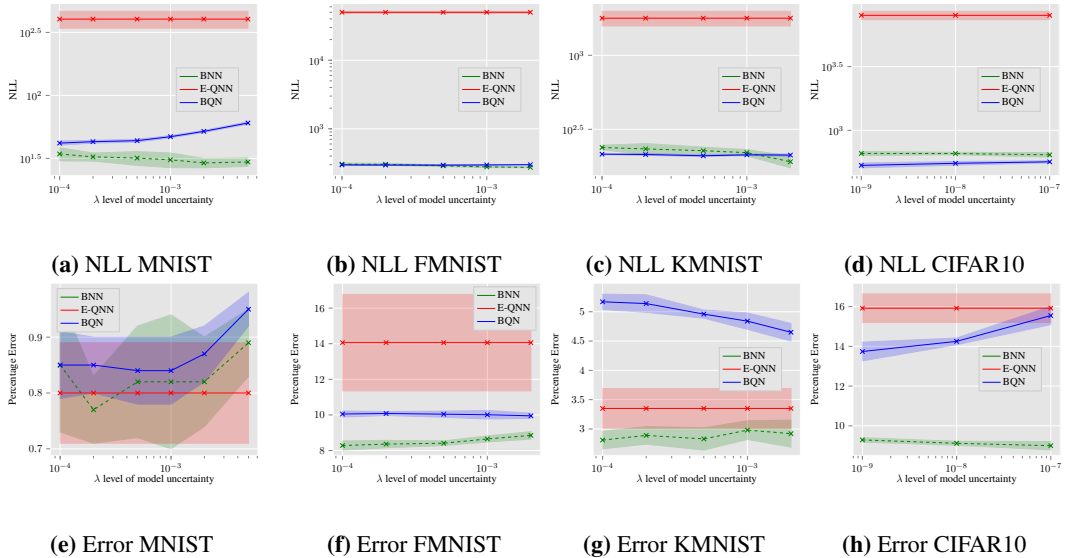 10^2.5
10^2
10^1.5
NLL
BNN
E-QNN
BQN
10^-4
10^-3
λ level of model uncertainty
(a) NLL MNIST
10^4
10^3
NLL
BNN
E-QNN
BQN
10^-4
10^-3
λ level of model uncertainty
(b) NLL FMNIST
10^3
10^2.5
NLL
BNN
E-QNN
BQN
10^-4
10^-3
λ level of model uncertainty
(c) NLL KMNIST
10^3.5
10^3
NLL
BNN
E-QNN
BQN
10^-9
10^-8
10^-7
λ level of model uncertainty
(d) NLL CIFAR10
0.9
0.8
0.7
Percentage Error
BNN
E-QNN
BQN
10^-4
10^-3
λ level of model uncertainty
(e) Error MNIST
16
14
12
10
8
Percentage Error
BNN
E-QNN
BQN
10^-4
10^-3
λ level of model uncertainty
(f) Error FMNIST
5
4
3.5
3
Percentage Error
BNN
E-QNN
BQN
10^-4
10^-3
λ level of model uncertainty
(g) Error KMNIST
16
14
12
10
Percentage Error
BNN
E-QNN
BQN
10^-9
10^-8
10^-7
λ level of model uncertainty
(h) Error CIFAR10